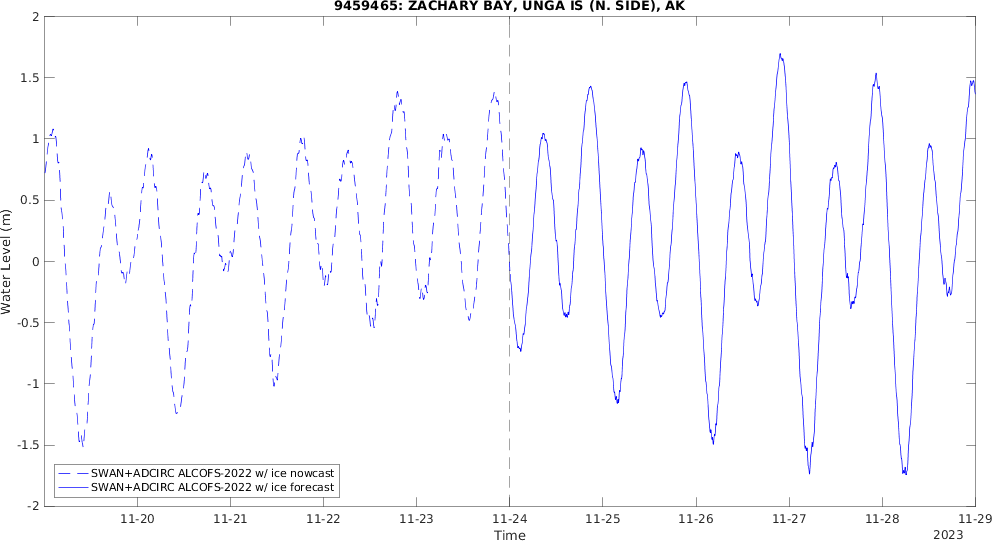 9459465: ZACHARY BAY, UNGA IS (N. SIDE), AK
2
1.5
1
0.5
0
-0.5
-1
-1.5
-2
Water Level (m)
SWAN+ADCIRC ALCOFS-2022 w/ ice nowcast
SWAN+ADCIRC ALCOFS-2022 w/ ice forecast
11-20 11-21 11-22 11-23 11-24 11-25 11-26 11-27 11-28 11-29
Time
2023